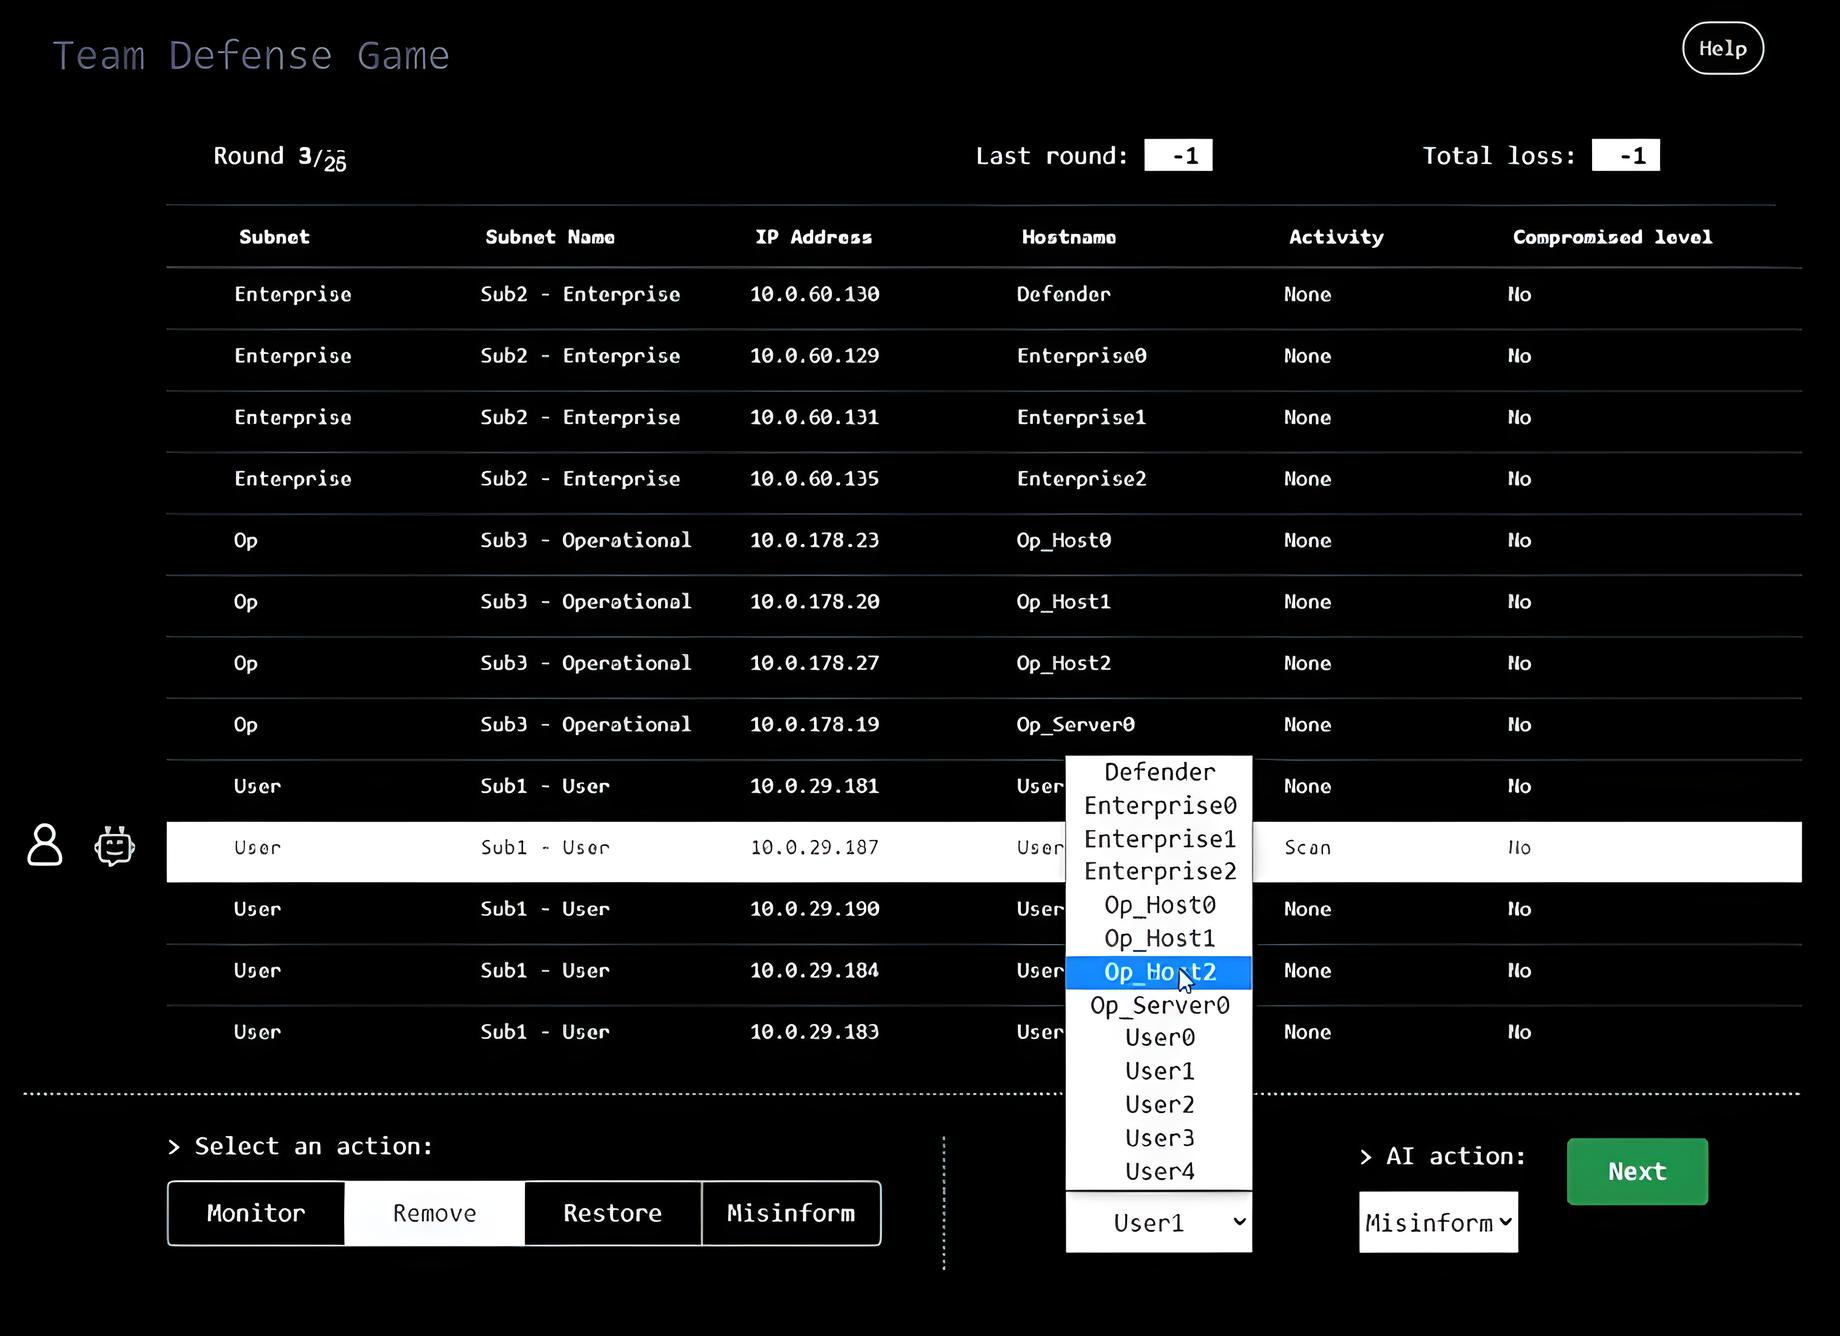 Team Defense Game
Help
Round 3/25
Last round: -1
Total loss: -1
Subnet Subnet Name IP Address Hostname Activity Compromised level
Enterprise Sub2 - Enterprise 10.0.60.130 Defender None No
Enterprise Sub2 - Enterprise 10.0.60.129 Enterprise0 None No
Enterprise Sub2 - Enterprise 10.0.60.131 Enterprise1 None No
Enterprise Sub2 - Enterprise 10.0.60.135 Enterprise2 None No
Op Sub3 - Operational 10.0.178.23 Op_Host0 None No
Op Sub3 - Operational 10.0.178.20 Op_Host1 None No
Op Sub3 - Operational 10.0.178.27 Op_Host2 None No
Op Sub3 - Operational 10.0.178.19 Op_Server0 None No
User Sub1 - User 10.0.29.181 User None No
User Sub1 - User 10.0.29.187 User Scan No
User Sub1 - User 10.0.29.190 User None No
User Sub1 - User 10.0.29.184 User None No
User Sub1 - User 10.0.29.183 User None No
Defender
Enterprise0
Enterprise1
Enterprise2
Op_Host0
Op_Host1
Op_Host2
Op_Server0
User0
User1
User2
User3
User4
> Select an action:
Monitor Remove Restore Misinform
User1
> AI action:
Misinform
Next